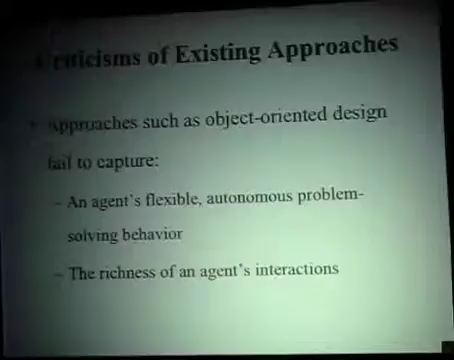 Criticisms of Existing Approaches
Approaches such as object-oriented design
fail to capture:
– An agent's flexible, autonomous problem-
solving behavior
– The richness of an agent's interactions